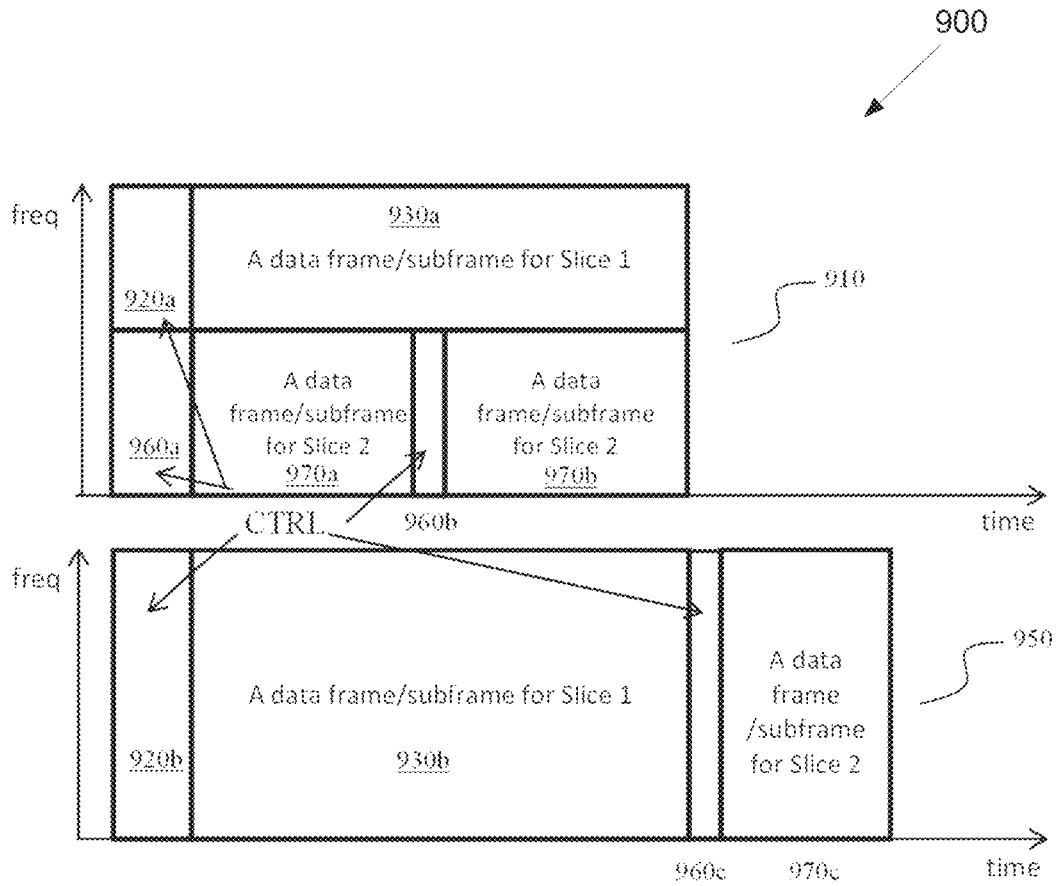 900
freq
930a
A data frame/subframe for Slice 1
920a
910
A data
frame/subframe
for Slice 2
970a
A data
frame/subframe
for Slice 2
970b
960a
CTRL
960b
time
freq
A data frame/subframe for Slice 1
920b
930b
A data
frame
/subframe
for Slice 2
950
960c
970c
time